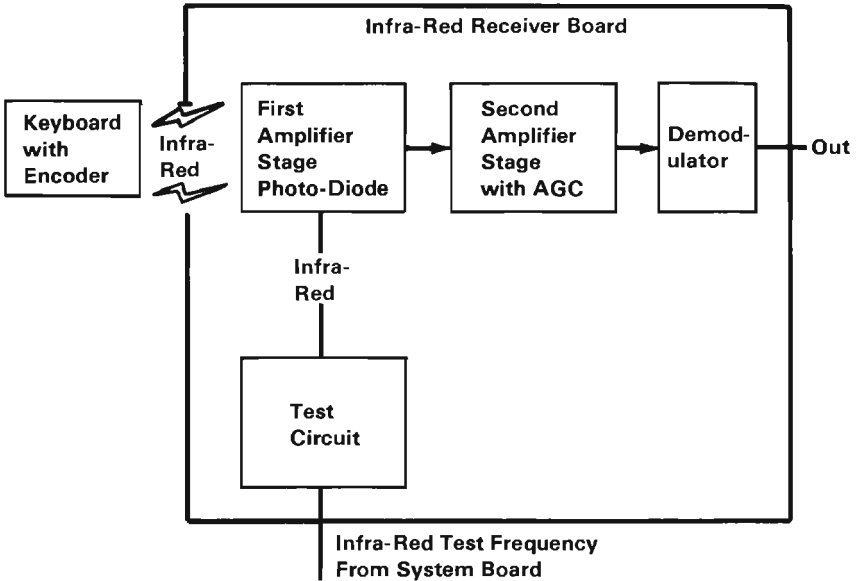 Infra-Red Receiver Board
Keyboard
with
Encoder
Infra-
Red
First
Amplifier
Stage
Photo-Diode
Second
Amplifier
Stage
with AGC
Demod-
ulator
Out
Infra-
Red
Test
Circuit
Infra-Red Test Frequency
From System Board